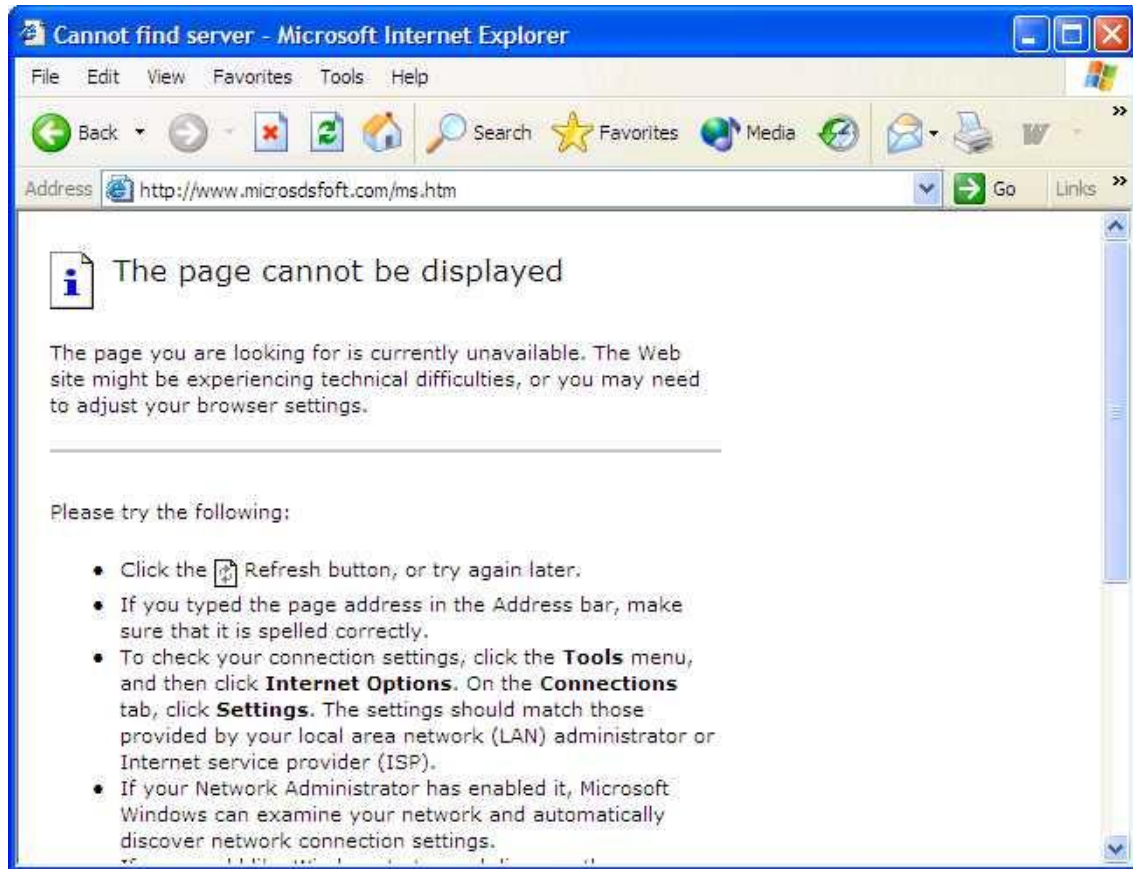 Cannot find server - Microsoft Internet Explorer
File Edit View Favorites Tools Help
Back Search Favorites Media W »
Address http://www.microsdsfoft.com/ms.htm Go Links »
The page cannot be displayed
The page you are looking for is currently unavailable. The Web
site might be experiencing technical difficulties, or you may need
to adjust your browser settings.
Please try the following:
Click the Refresh button, or try again later.
If you typed the page address in the Address bar, make
sure that it is spelled correctly.
To check your connection settings, click the Tools menu,
and then click Internet Options. On the Connections
tab, click Settings. The settings should match those
provided by your local area network (LAN) administrator or
Internet service provider (ISP).
If your Network Administrator has enabled it, Microsoft
Windows can examine your network and automatically
discover network connection settings.